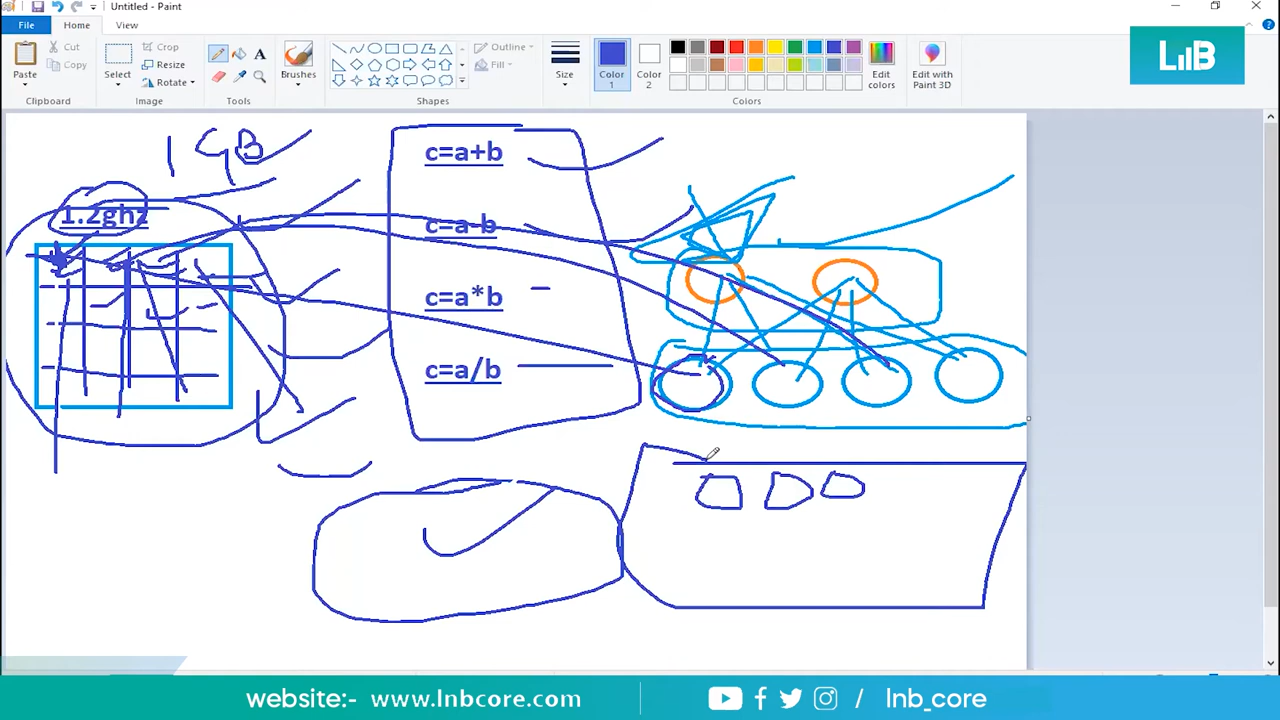 Untitled - Paint
File
Home
View
Paste
Cut
Copy
Clipboard
Select
Crop
Resize
Rotate
Image
A
Tools
Brushes
Shapes
Outline
Fill
Size
Color
1
Color
2
Edit
colors
Edit with
Paint 3D
Colors
LnB
1 GB
1.2ghz
c=a+b
c=a-b
c=a*b
c=a/b
website:- www.lnbcore.com
lnb_core